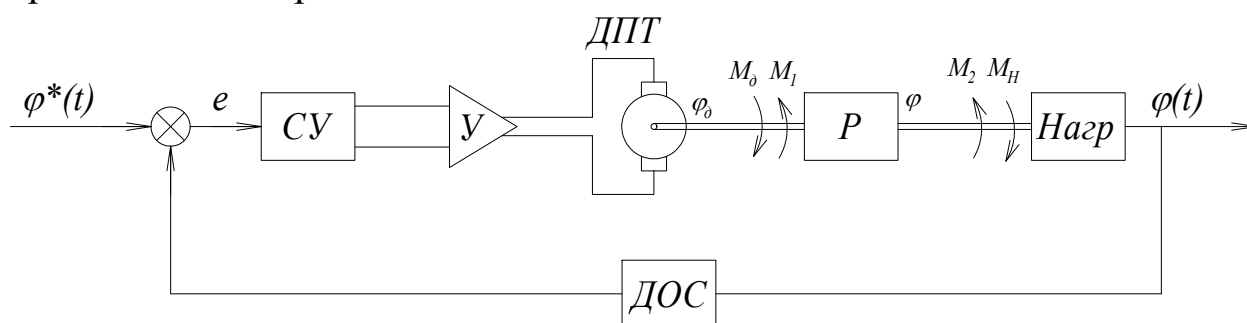 ДПТ
φ*(t)
e
СУ
У
φд
Mд
M1
Р
φ
M2
MН
Нагр
φ(t)
ДОС